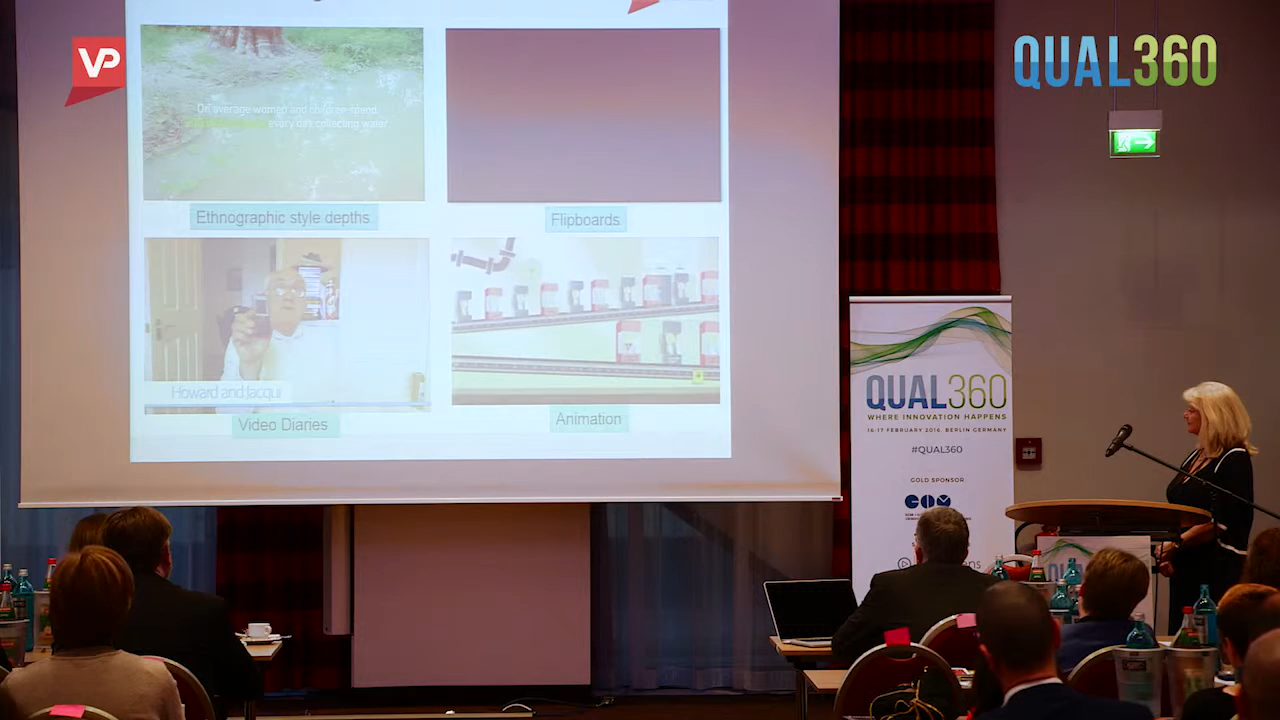 VP
QUAL360
On average women and children spend
every day collecting water
Ethnographic style depths
Flipboards
Howard and Jacqui
Video Diaries
Animation
QUAL360
WHERE INNOVATION HAPPENS
16-17 FEBRUARY 2016, BERLIN GERMANY
#QUAL360
GOLD SPONSOR